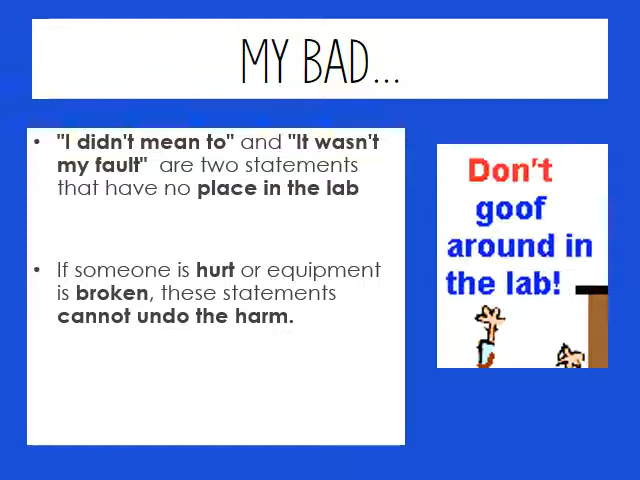 MY BAD...
• "I didn't mean to" and "It wasn't
my fault"  are two statements
that have no place in the lab
• If someone is hurt or equipment
is broken, these statements
cannot undo the harm.
Don't
goof
around in
the lab!